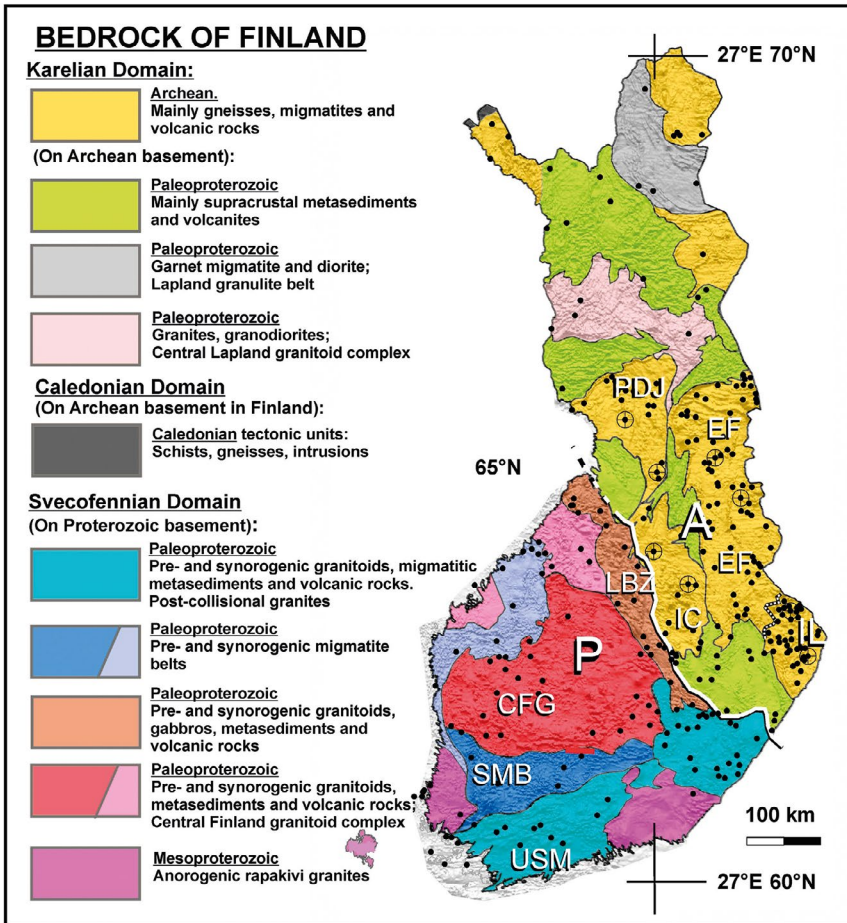 BEDROCK OF FINLAND
Karelian Domain:
Archean.
Mainly gneisses, migmatites and
volcanic rocks
(On Archean basement):
Paleoproterozoic
Mainly supracrustal metasediments
and volcanites
Paleoproterozoic
Garnet migmatite and diorite;
Lapland granulite belt
Paleoproterozoic
Granites, granodiorites;
Central Lapland granitoid complex
Caledonian Domain
(On Archean basement in Finland):
Caledonian tectonic units:
Schists, gneisses, intrusions
Svecofennian Domain
(On Proterozoic basement):
Paleoproterozoic
Pre- and synorogenic granitoids, migmatitic
metasediments and volcanic rocks.
Post-collisional granites
Paleoproterozoic
Pre- and synorogenic migmatite
belts
Paleoproterozoic
Pre- and synorogenic granitoids,
gabbros, metasediments and
volcanic rocks
Paleoproterozoic
Pre- and synorogenic granitoids,
metasediments and volcanic rocks;
Central Finland granitoid complex
Mesoproterozoic
Anorogenic rapakivi granites
27°E 70°N
PDJ
EF
65°N
A
LBZ
EF
IC
IL
P
CFG
SMB
USM
100 km
27°E 60°N